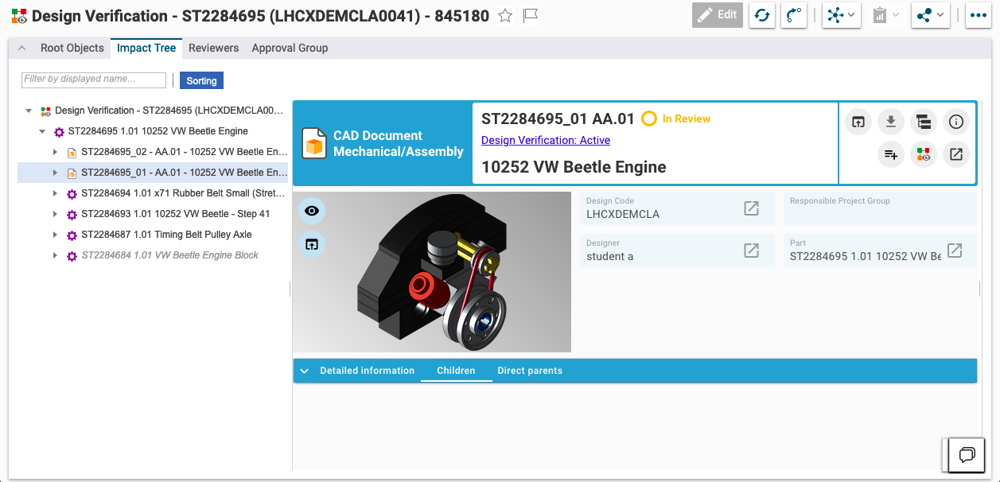 Design Verification - ST2284695 (LHCXDEMCLA0041) - 845180
Edit
Root Objects
Impact Tree
Reviewers
Approval Group
Filter by displayed name...
Sorting
Design Verification - ST2284695 (LHCXDEMCLA00...
ST2284695 1.01 10252 VW Beetle Engine
ST2284695_02 - AA.01 - 10252 VW Beetle En...
ST2284695_01 - AA.01 - 10252 VW Beetle En...
ST2284694 1.01 x71 Rubber Belt Small (Stret...
ST2284693 1.01 10252 VW Beetle - Step 41
ST2284687 1.01 Timing Belt Pulley Axle
ST2284684 1.01 VW Beetle Engine Block
CAD Document
Mechanical/Assembly
ST2284695_01 AA.01
In Review
Design Verification: Active
10252 VW Beetle Engine
Design Code
LHCXDEMCLA
Responsible Project Group
Designer
student a
Part
ST2284695 1.01 10252 VW Be
Detailed information
Children
Direct parents